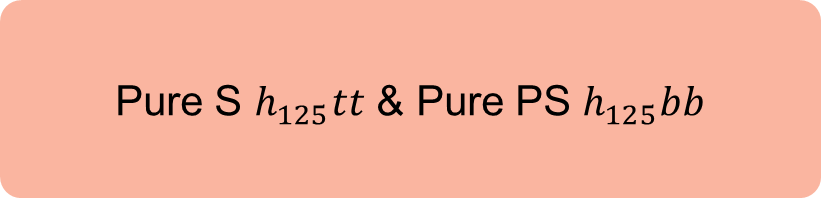 Pure S ℎ₁₂₅𝑡𝑡 & Pure PS ℎ₁₂₅𝑏𝑏